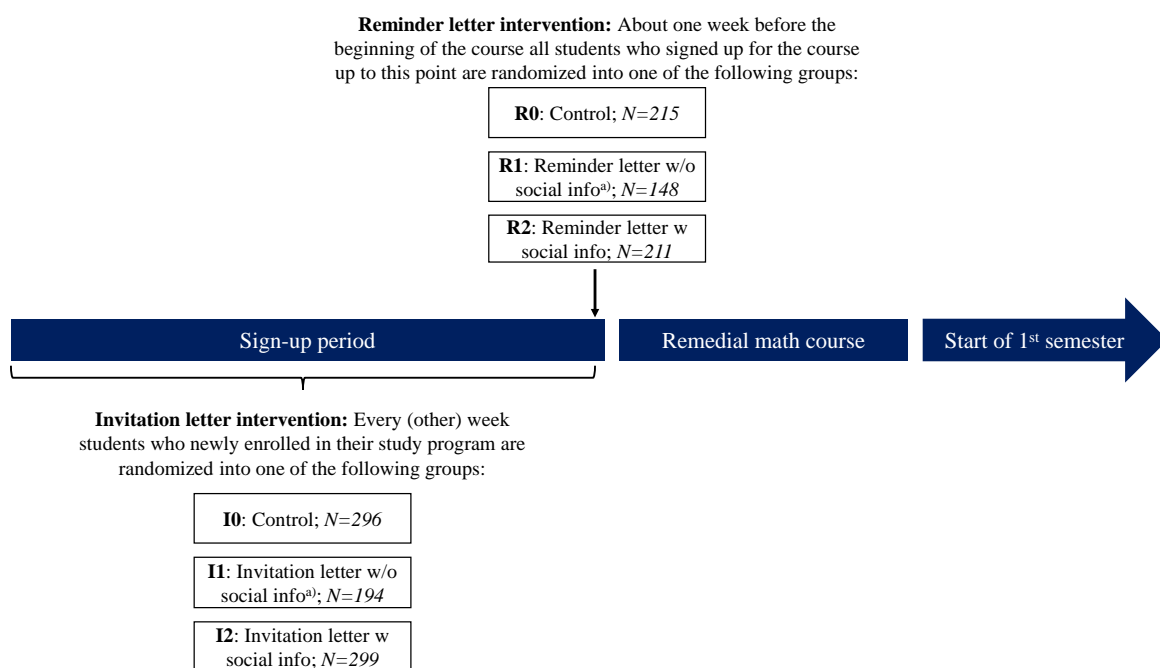 Reminder letter intervention: About one week before the
beginning of the course all students who signed up for the course
up to this point are randomized into one of the following groups:
R0: Control; N=215
R1: Reminder letter w/o
social infoᵃ⁾; N=148
R2: Reminder letter w
social info; N=211
Sign-up period
Remedial math course
Start of 1ˢᵗ semester
Invitation letter intervention: Every (other) week
students who newly enrolled in their study program are
randomized into one of the following groups:
I0: Control; N=296
I1: Invitation letter w/o
social infoᵃ⁾; N=194
I2: Invitation letter w
social info; N=299